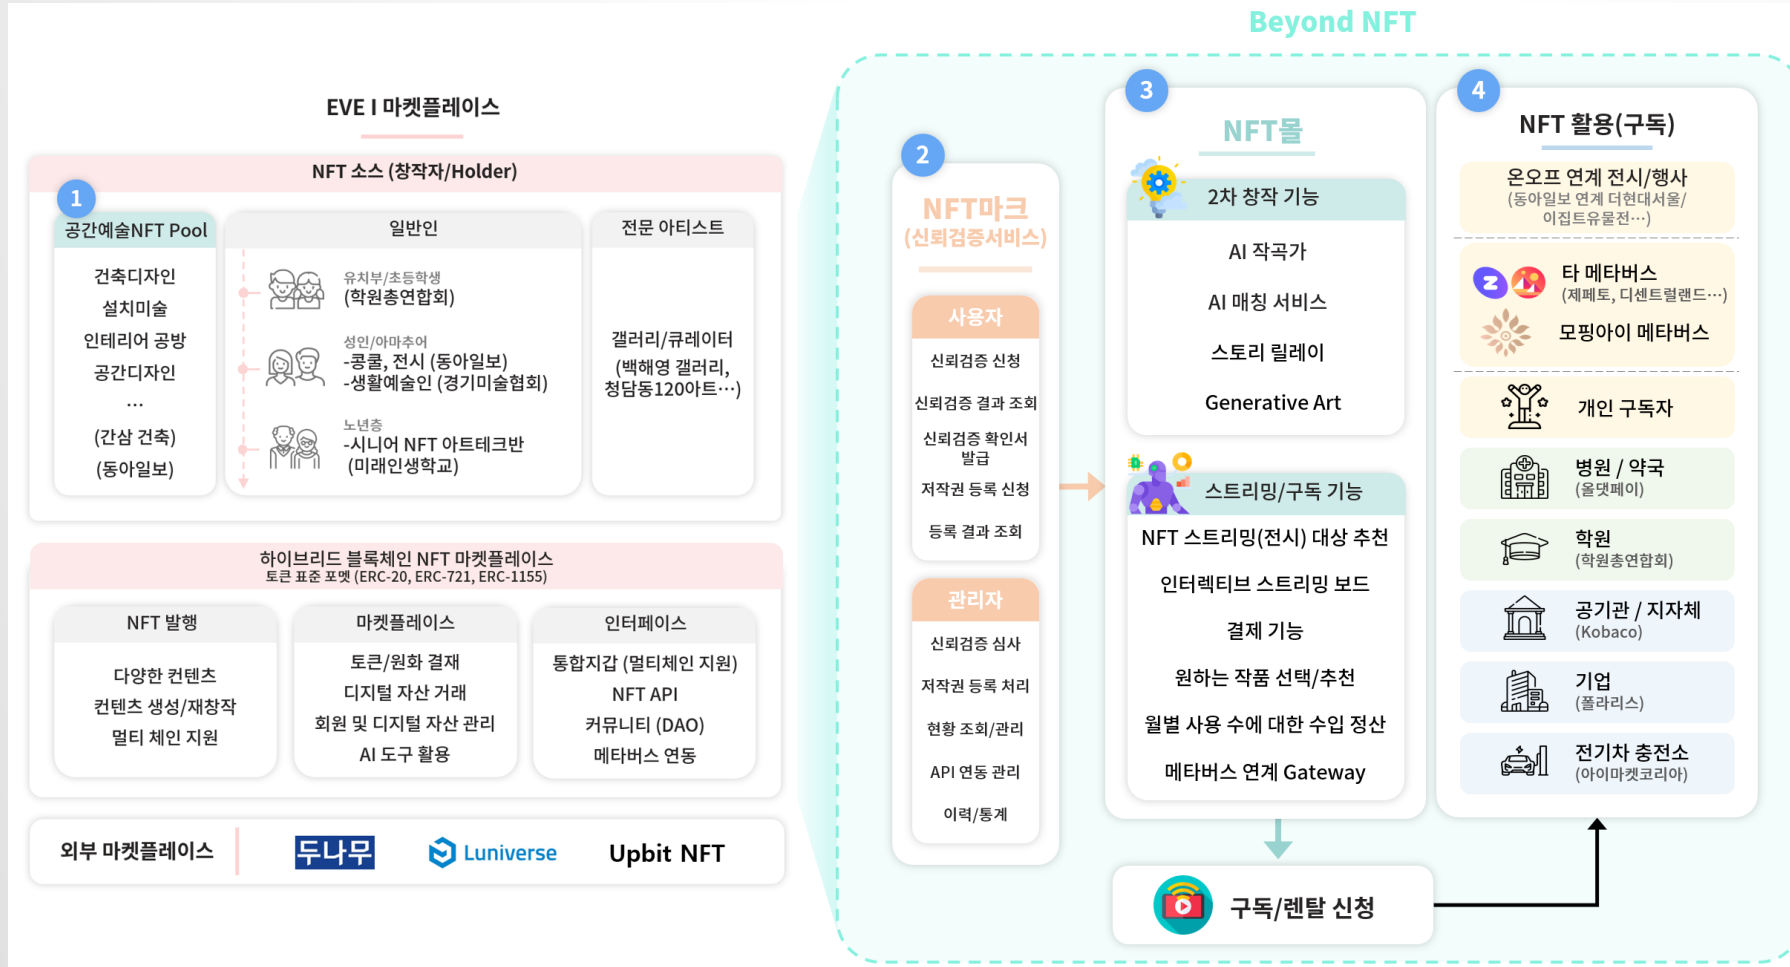 Beyond NFT
EVE I 마켓플레이스
NFT 소스 (창작자/Holder)
1
공간예술NFT Pool
건축디자인
설치미술
인테리어 공방
공간디자인
…
(간삼 건축)
(동아일보)
일반인
유치부/초등학생
(학원총연합회)
성인/아마추어
-콩쿨, 전시 (동아일보)
-생활예술인 (경기미술협회)
노년층
-시니어 NFT 아트테크반
(미래인생학교)
전문 아티스트
갤러리/큐레이터
(백해영 갤러리,
청담동120아트…)
하이브리드 블록체인 NFT 마켓플레이스
토큰 표준 포멧 (ERC-20, ERC-721, ERC-1155)
NFT 발행
다양한 컨텐츠
컨텐츠 생성/재창작
멀티 체인 지원
마켓플레이스
토큰/원화 결재
디지털 자산 거래
회원 및 디지털 자산 관리
AI 도구 활용
인터페이스
통합지갑 (멀티체인 지원)
NFT API
커뮤니티 (DAO)
메타버스 연동
외부 마켓플레이스
두나무
Luniverse
Upbit NFT
2
NFT마크
(신뢰검증서비스)
사용자
신뢰검증 신청
신뢰검증 결과 조회
신뢰검증 확인서
발급
저작권 등록 신청
등록 결과 조회
관리자
신뢰검증 심사
저작권 등록 처리
현황 조회/관리
API 연동 관리
이력/통계
3
NFT몰
2차 창작 기능
AI 작곡가
AI 매칭 서비스
스토리 릴레이
Generative Art
스트리밍/구독 기능
NFT 스트리밍(전시) 대상 추천
인터렉티브 스트리밍 보드
결제 기능
원하는 작품 선택/추천
월별 사용 수에 대한 수입 정산
메타버스 연계 Gateway
구독/렌탈 신청
4
NFT 활용(구독)
온오프 연계 전시/행사
(동아일보 연계 더현대서울/
이집트유물전…)
타 메타버스
(제페토, 디센트럴랜드…)
모핑아이 메타버스
개인 구독자
병원 / 약국
(올댓페이)
학원
(학원총연합회)
공기관 / 지자체
(Kobaco)
기업
(폴라리스)
전기차 충전소
(아이마켓코리아)